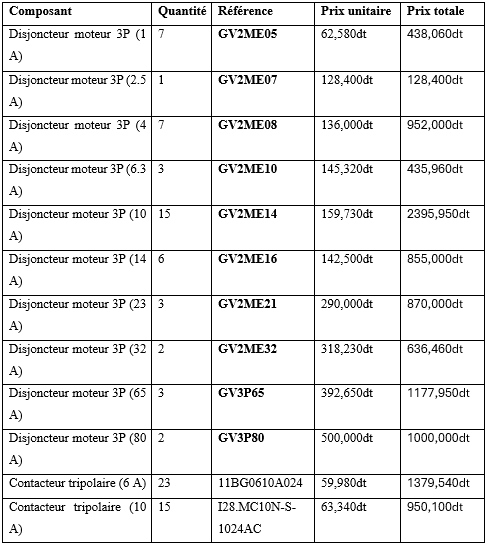 Composant Quantité Référence Prix unitaire Prix totale
Disjoncteur moteur 3P (1 A) 7 GV2ME05 62,580dt 438,060dt
Disjoncteur moteur 3P (2.5 A) 1 GV2ME07 128,400dt 128,400dt
Disjoncteur moteur 3P (4 A) 7 GV2ME08 136,000dt 952,000dt
Disjoncteur moteur 3P (6.3 A) 3 GV2ME10 145,320dt 435,960dt
Disjoncteur moteur 3P (10 A) 15 GV2ME14 159,730dt 2395,950dt
Disjoncteur moteur 3P (14 A) 6 GV2ME16 142,500dt 855,000dt
Disjoncteur moteur 3P (23 A) 3 GV2ME21 290,000dt 870,000dt
Disjoncteur moteur 3P (32 A) 2 GV2ME32 318,230dt 636,460dt
Disjoncteur moteur 3P (65 A) 3 GV3P65 392,650dt 1177,950dt
Disjoncteur moteur 3P (80 A) 2 GV3P80 500,000dt 1000,000dt
Contacteur tripolaire (6 A) 23 11BG0610A024 59,980dt 1379,540dt
Contacteur tripolaire (10 A) 15 I28.MC10N-S-1024AC 63,340dt 950,100dt